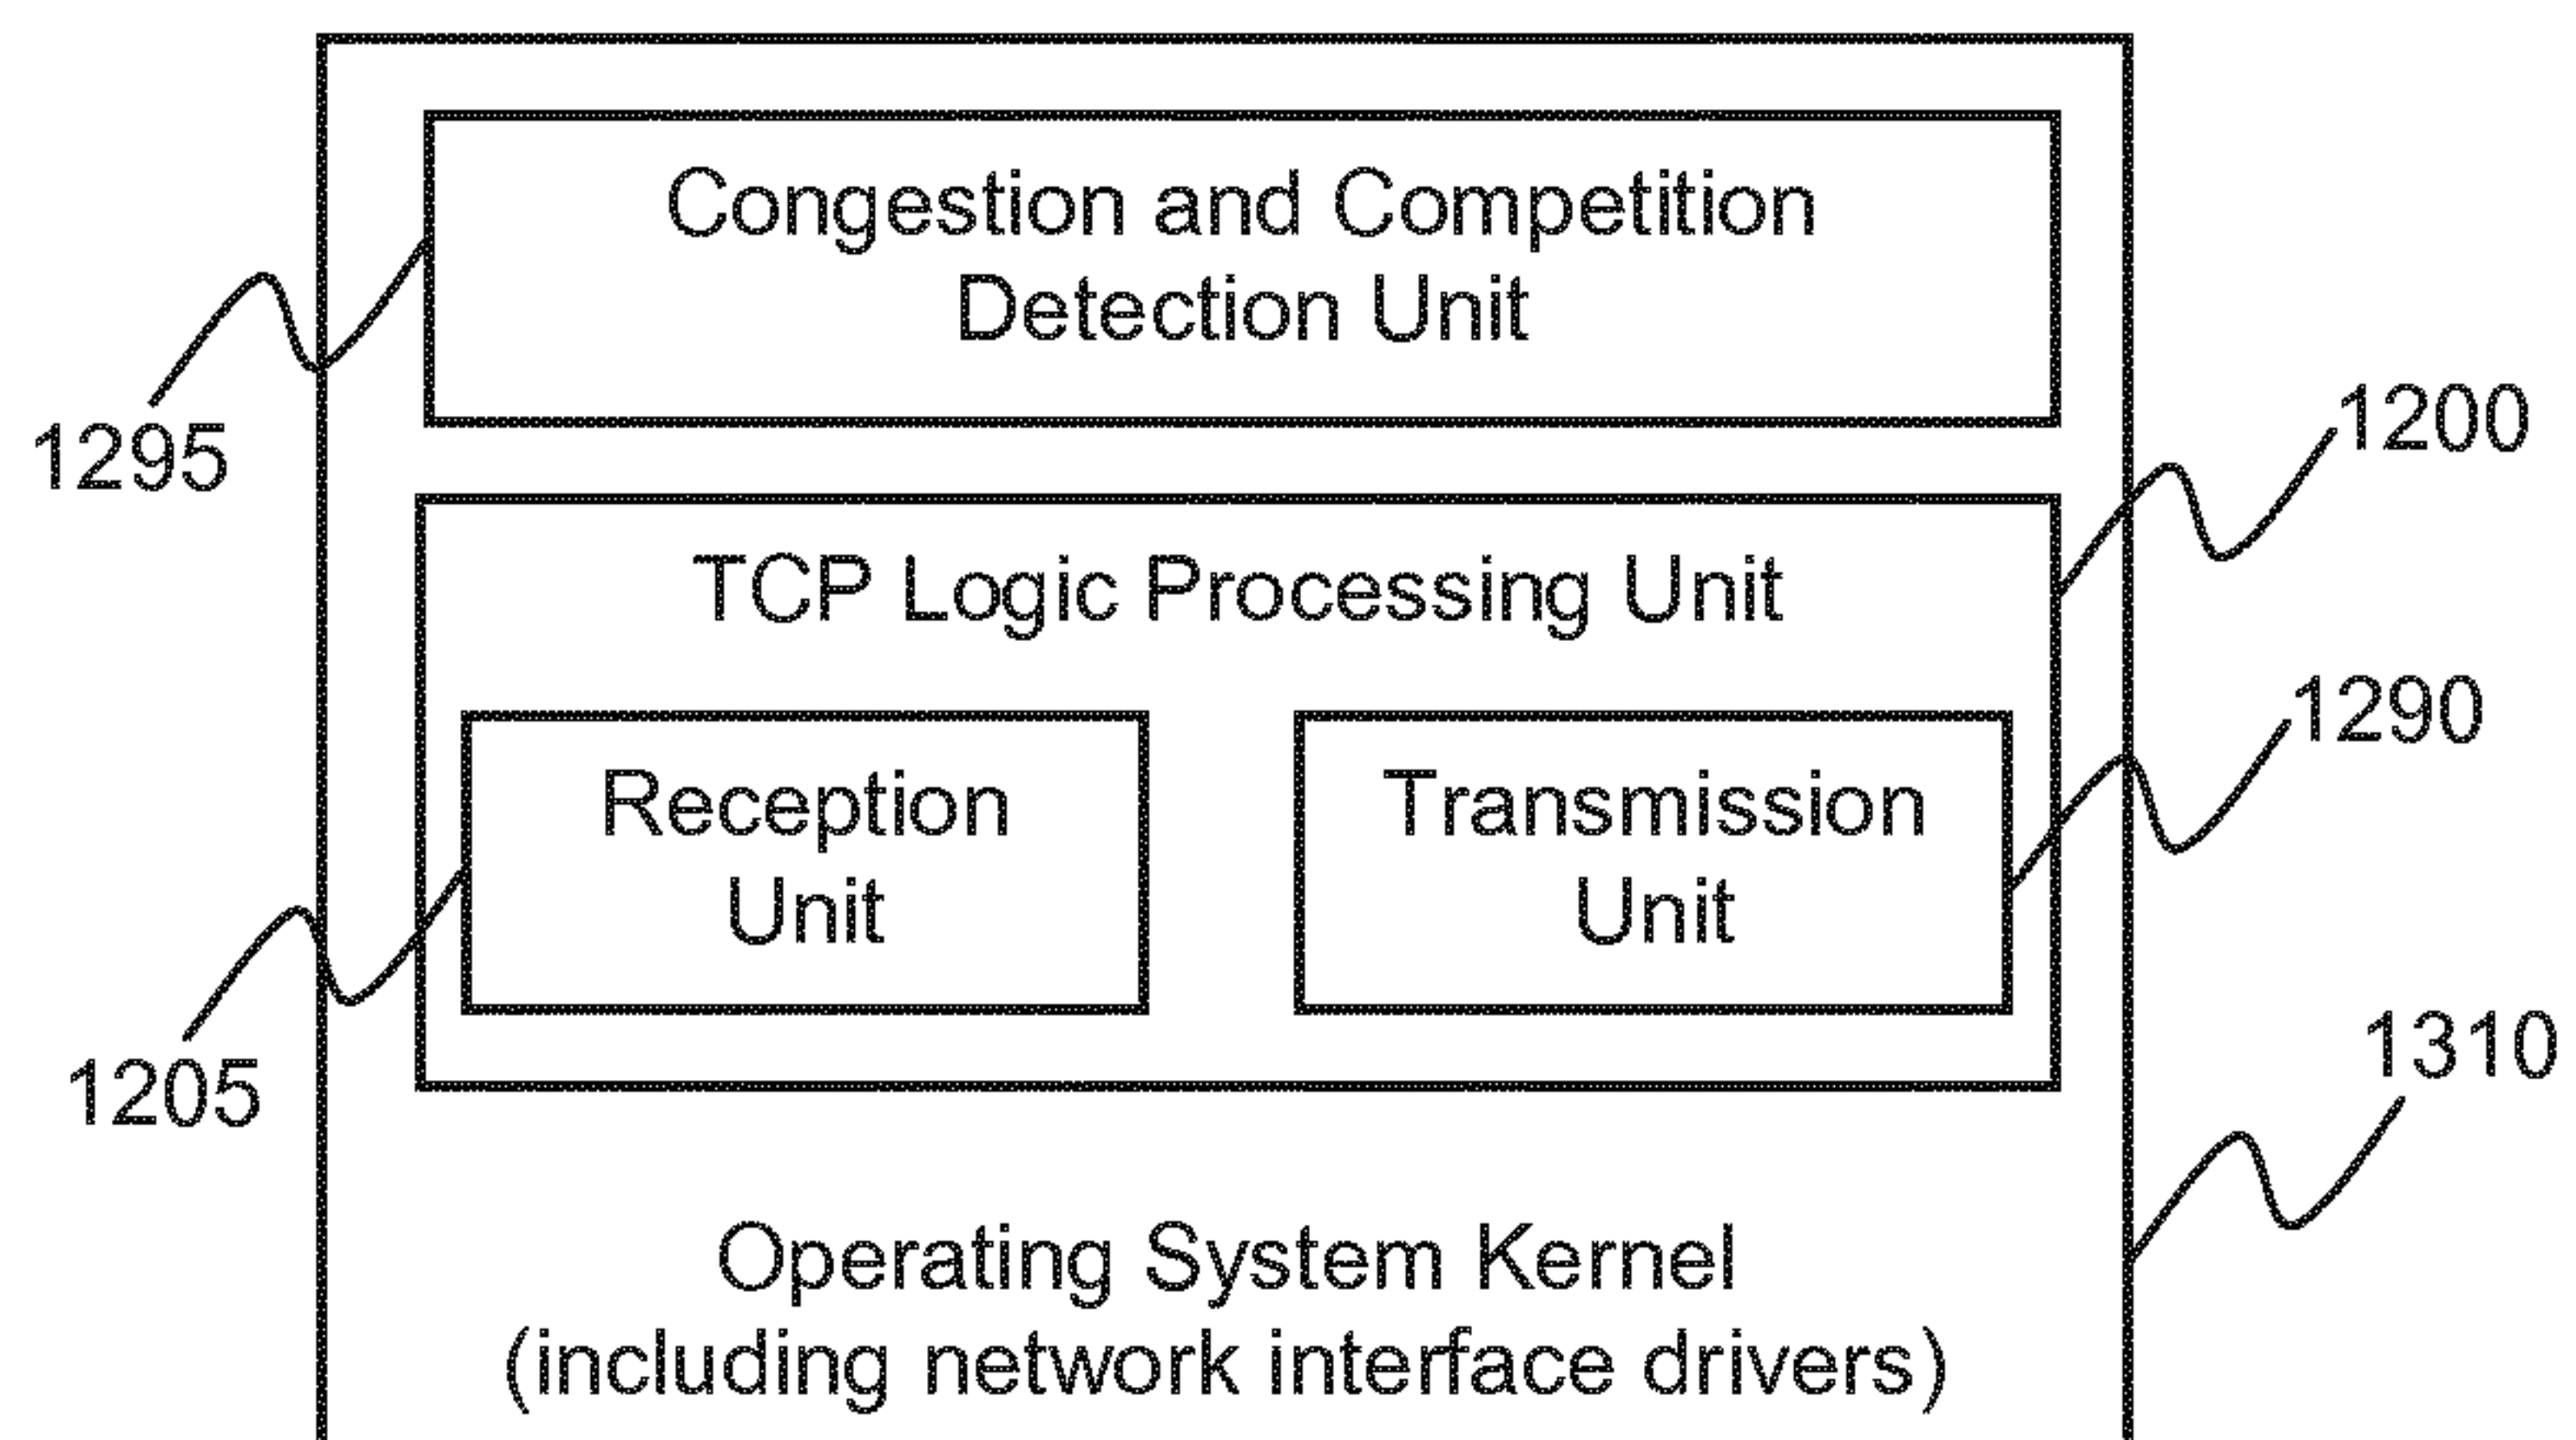 Congestion and Competition
Detection Unit
1295
1200
TCP Logic Processing Unit
1290
Reception
Unit
Transmission
Unit
1205
1310
Operating System Kernel
(including network interface drivers)